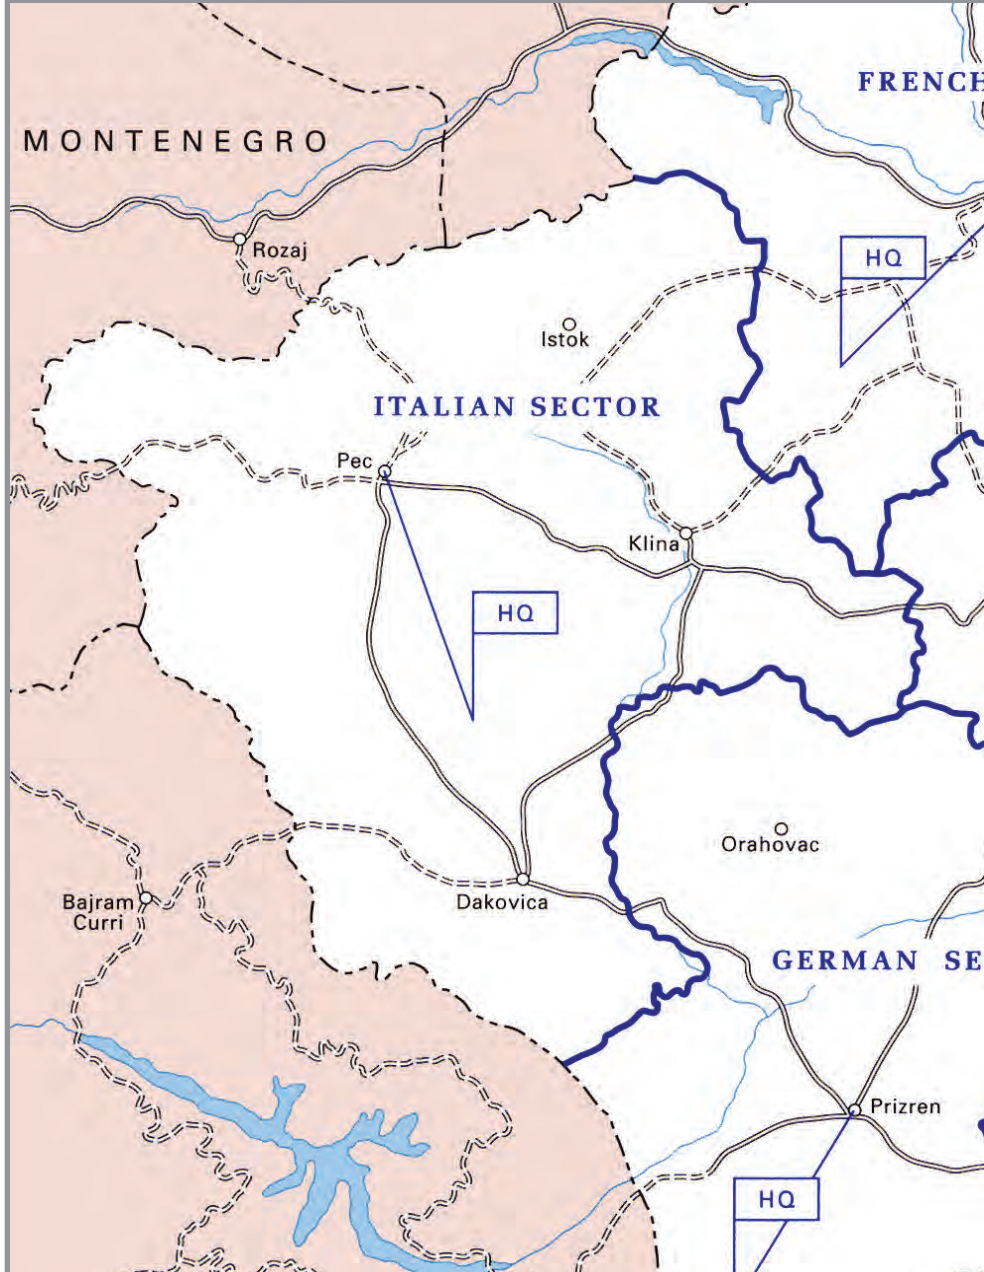 FRENCH
MONTENEGRO
Rozaj
HQ
Istok
ITALIAN SECTOR
Pec
Klina
HQ
Orahovac
Dakovica
Bajram
Curri
GERMAN SE
Prizren
HQ